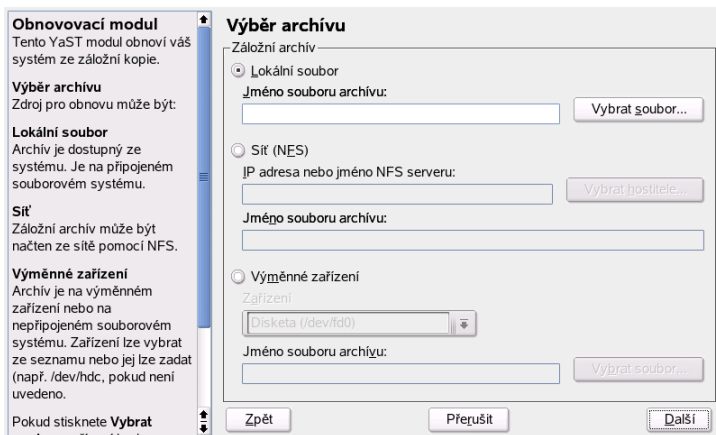 Obnovovací modul
Tento YaST modul obnoví váš
systém ze záložní kopie.
Výběr archívu
Zdroj pro obnovu může být:
Lokální soubor
Archív je dostupný ze
systému. Je na připojeném
souborovém systému.
Síť
Záložní archív může být
načten ze sítě pomocí NFS.
Výměnné zařízení
Archív je na výměnném
zařízení nebo na
nepřipojeném souborovém
systému. Zařízení lze vybrat
ze seznamu nebo jej lze zadat
(např. /dev/hdc, pokud není
uvedeno.
Pokud stisknete Vybrat
Výběr archívu
Záložní archív
Lokální soubor
Jméno souboru archívu:
Vybrat soubor...
Síť (NFS)
IP adresa nebo jméno NFS serveru:
Vybrat hostitele...
Jméno souboru archívu:
Výměnné zařízení
Zařízení
Disketa (/dev/fd0)
Jméno souboru archívu:
Vybrat soubor...
Zpět
Přerušit
Další